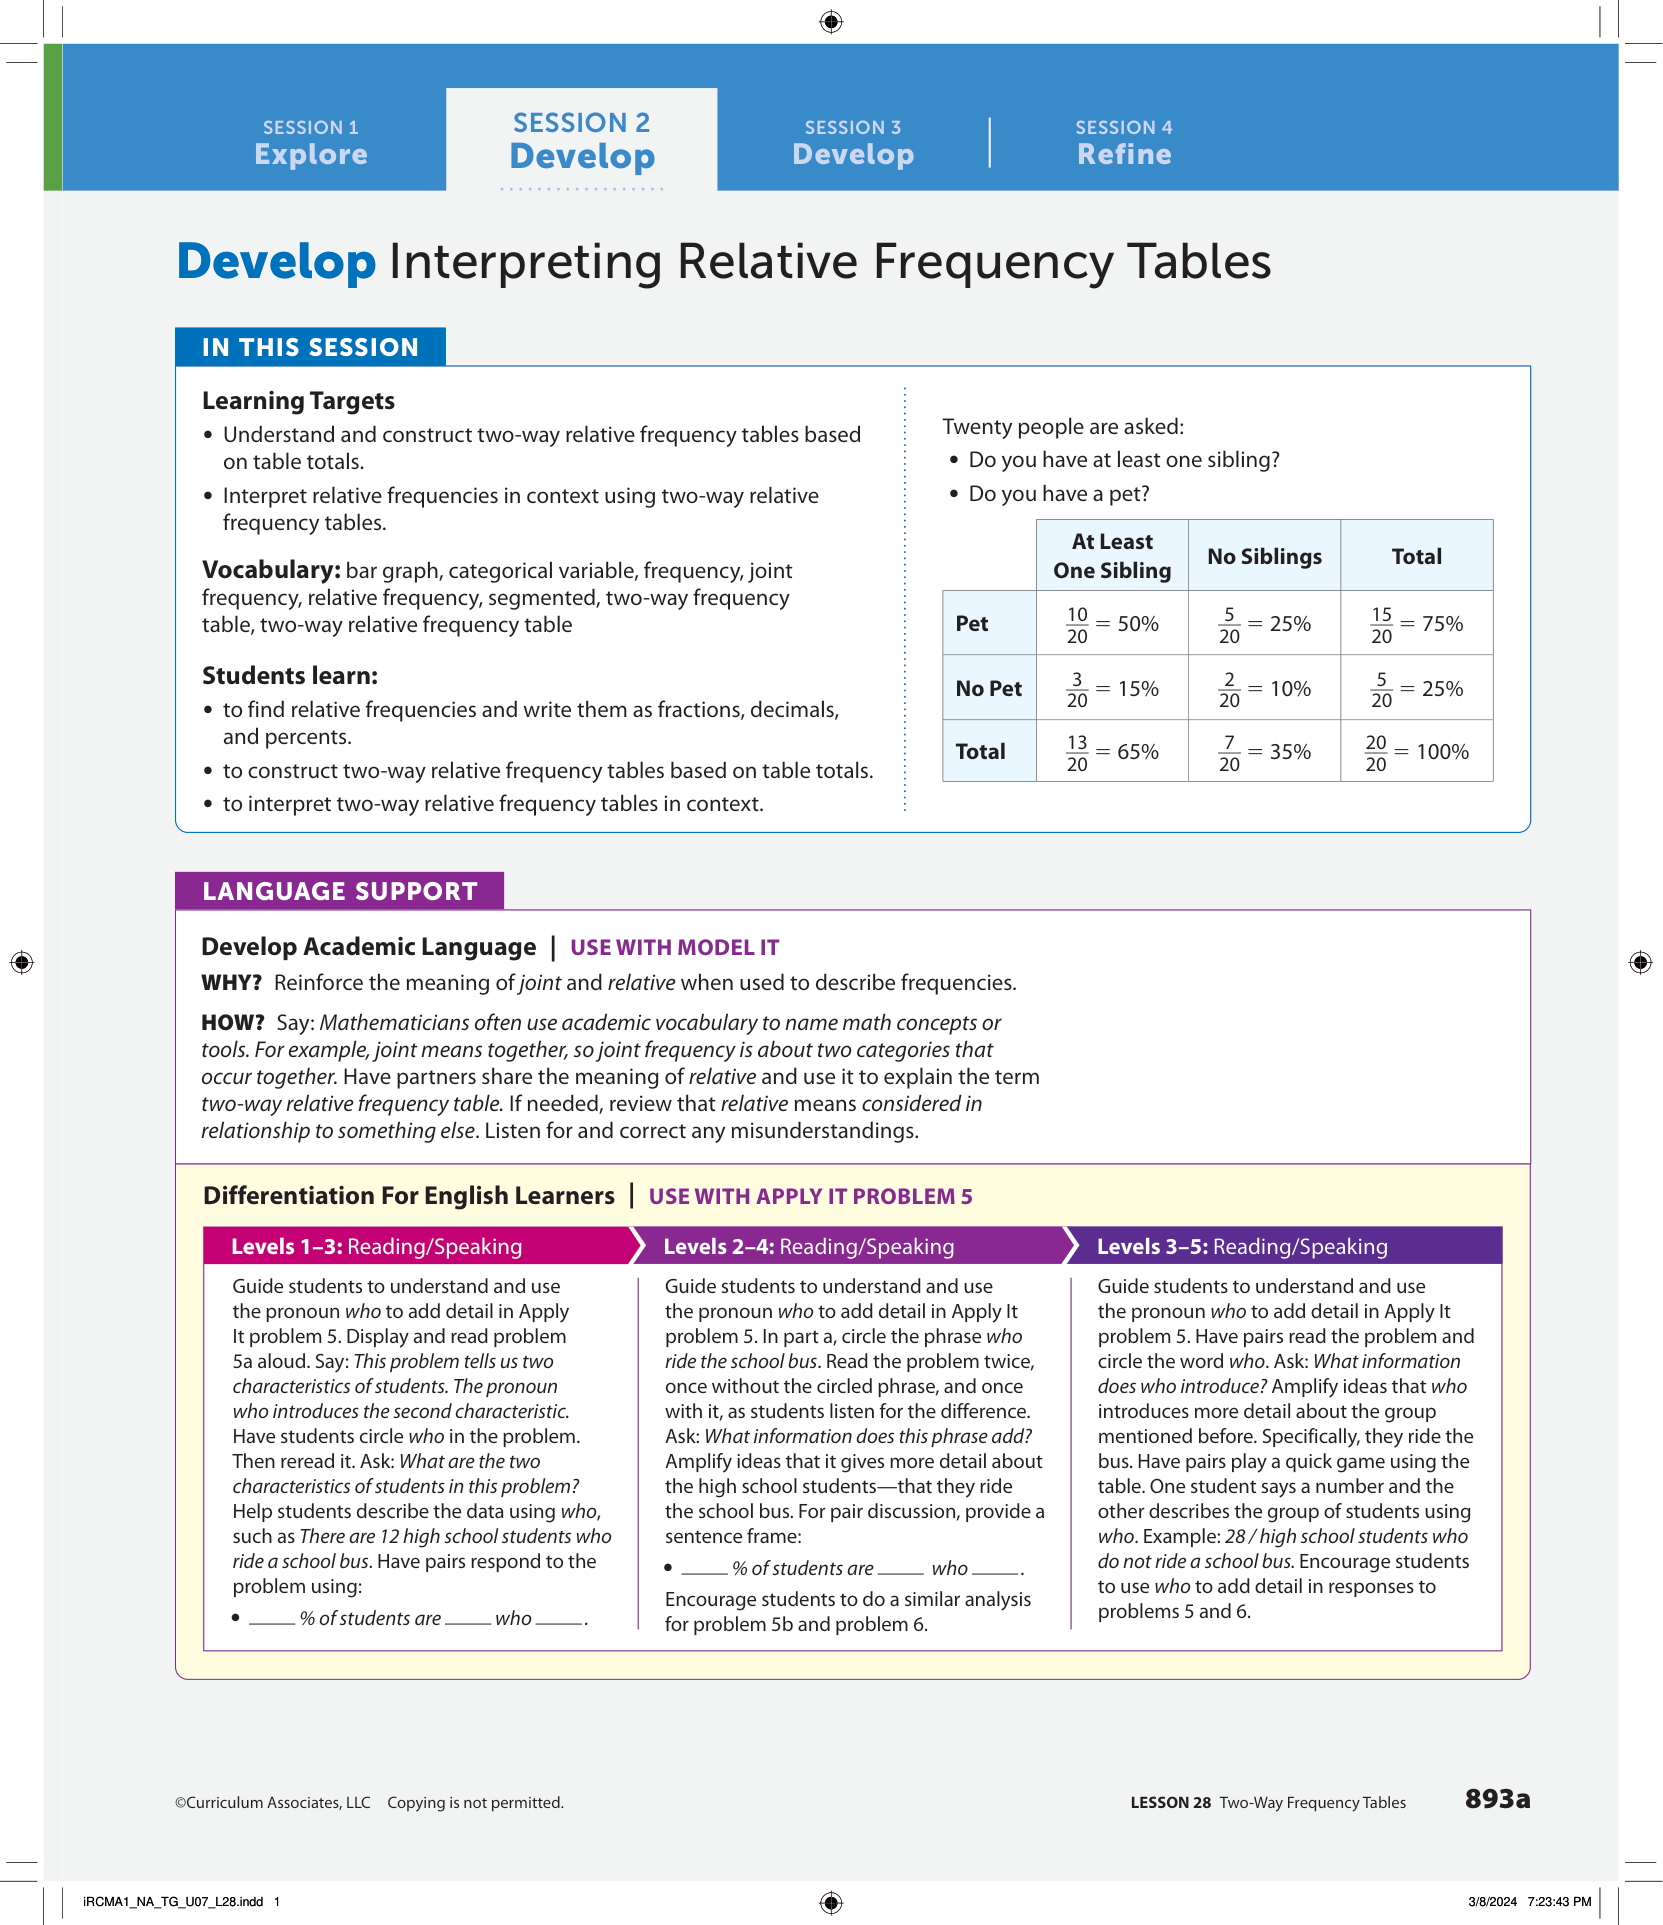 SESSION 1
Explore
SESSION 2
Develop
SESSION 3
Develop
SESSION 4
Refine
Develop Interpreting Relative Frequency Tables
IN THIS SESSION
Learning Targets
• Understand and construct two-way relative frequency tables based
on table totals.
• Interpret relative frequencies in context using two-way relative
frequency tables.
Vocabulary: bar graph, categorical variable, frequency, joint
frequency, relative frequency, segmented, two-way frequency
table, two-way relative frequency table
Students learn:
• to find relative frequencies and write them as fractions, decimals,
and percents.
• to construct two-way relative frequency tables based on table totals.
• to interpret two-way relative frequency tables in context.
Twenty people are asked:
• Do you have at least one sibling?
• Do you have a pet?
At Least
One Sibling
No Siblings
Total
Pet
10/20 = 50%
5/20 = 25%
15/20 = 75%
No Pet
3/20 = 15%
2/20 = 10%
5/20 = 25%
Total
13/20 = 65%
7/20 = 35%
20/20 = 100%
LANGUAGE SUPPORT
Develop Academic Language | USE WITH MODEL IT
WHY? Reinforce the meaning of joint and relative when used to describe frequencies.
HOW? Say: Mathematicians often use academic vocabulary to name math concepts or
tools. For example, joint means together, so joint frequency is about two categories that
occur together. Have partners share the meaning of relative and use it to explain the term
two-way relative frequency table. If needed, review that relative means considered in
relationship to something else. Listen for and correct any misunderstandings.
Differentiation For English Learners | USE WITH APPLY IT PROBLEM 5
Levels 1–3: Reading/Speaking
Guide students to understand and use
the pronoun who to add detail in Apply
It problem 5. Display and read problem
5a aloud. Say: This problem tells us two
characteristics of students. The pronoun
who introduces the second characteristic.
Have students circle who in the problem.
Then reread it. Ask: What are the two
characteristics of students in this problem?
Help students describe the data using who,
such as There are 12 high school students who
ride a school bus. Have pairs respond to the
problem using:
• _____ % of students are _____ who _____.
Levels 2–4: Reading/Speaking
Guide students to understand and use
the pronoun who to add detail in Apply It
problem 5. In part a, circle the phrase who
ride the school bus. Read the problem twice,
once without the circled phrase, and once
with it, as students listen for the difference.
Ask: What information does this phrase add?
Amplify ideas that it gives more detail about
the high school students—that they ride
the school bus. For pair discussion, provide a
sentence frame:
• _____ % of students are _____ who _____.
Encourage students to do a similar analysis
for problem 5b and problem 6.
Levels 3–5: Reading/Speaking
Guide students to understand and use
the pronoun who to add detail in Apply It
problem 5. Have pairs read the problem and
circle the word who. Ask: What information
does who introduce? Amplify ideas that who
introduces more detail about the group
mentioned before. Specifically, they ride the
bus. Have pairs play a quick game using the
table. One student says a number and the
other describes the group of students using
who. Example: 28 / high school students who
do not ride a school bus. Encourage students
to use who to add detail in responses to
problems 5 and 6.
©Curriculum Associates, LLC Copying is not permitted.
LESSON 28 Two-Way Frequency Tables 893a
iRCMA1_NA_TG_U07_L28.indd 1
3/8/2024 7:23:43 PM